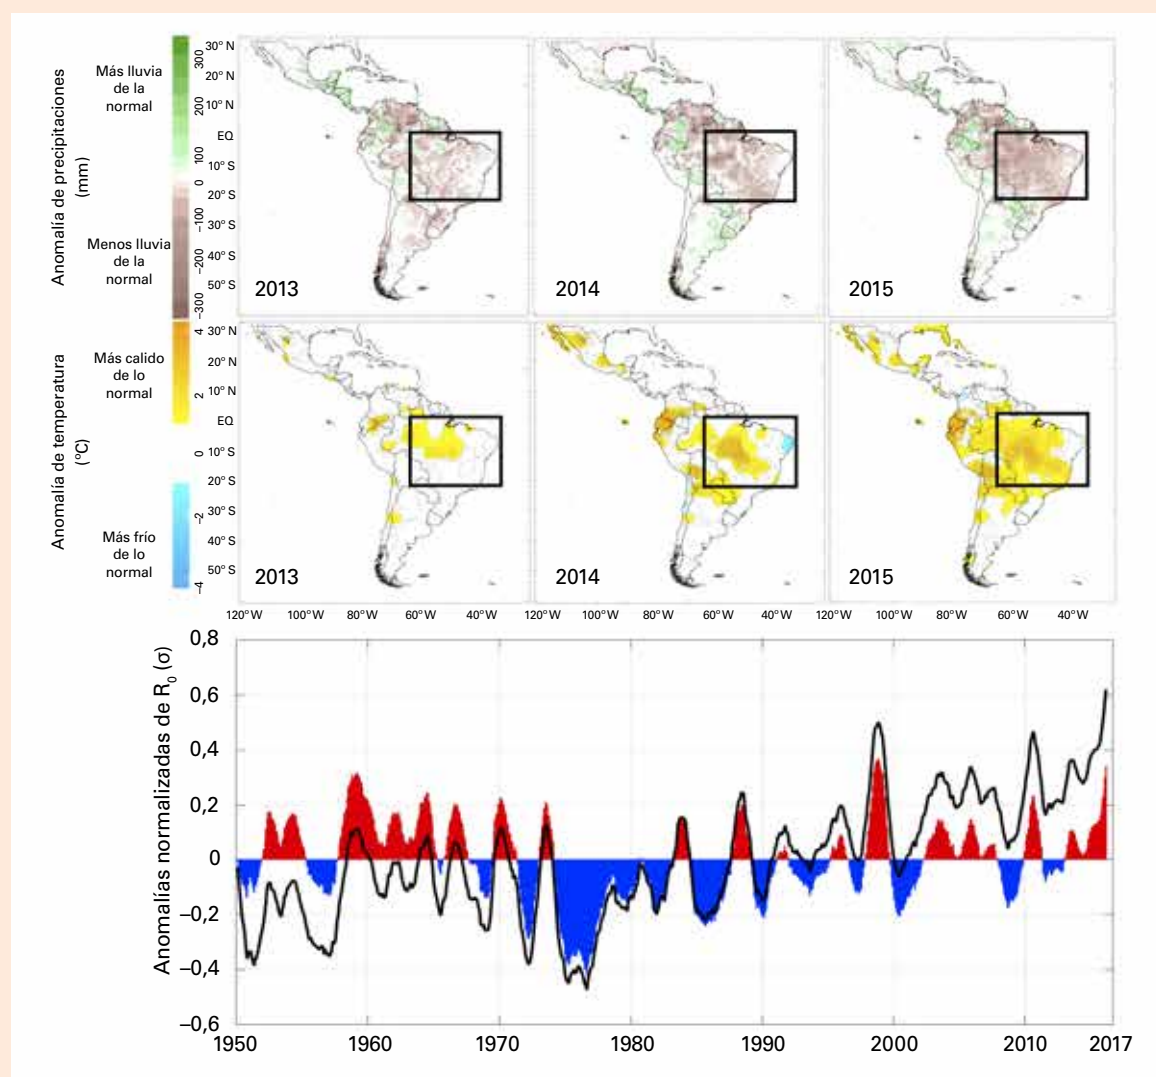 Anomalía de precipitaciones
(mm)
Más lluvia
de la
normal
Menos lluvia
de la
normal
300
200
100
0
−100
−200
−300
30° N
20° N
10° N
EQ
10° S
20° S
30° S
40° S
50° S
2013
2014
2015
Anomalía de temperatura
(°C)
Más calido
de lo
normal
Más frío
de lo
normal
4
2
0
−2
−4
30° N
20° N
10° N
EQ
10° S
20° S
30° S
40° S
50° S
2013
2014
2015
120°W 100°W 80°W 60°W 40°W 120°W 100°W 80°W 60°W 40°W 120°W 100°W 80°W 60°W 40°W
Anomalías normalizadas de R0 (σ)
0,8
0,6
0,4
0,2
0
−0,2
−0,4
−0,6
1950 1960 1970 1980 1990 2000 2010 2017